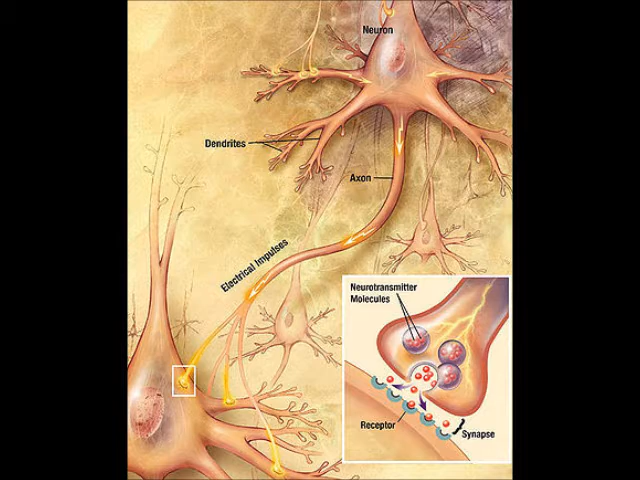 Neuron
Dendrites
Axon
Electrical Impulses
Neurotransmitter
Molecules
Receptor
Synapse